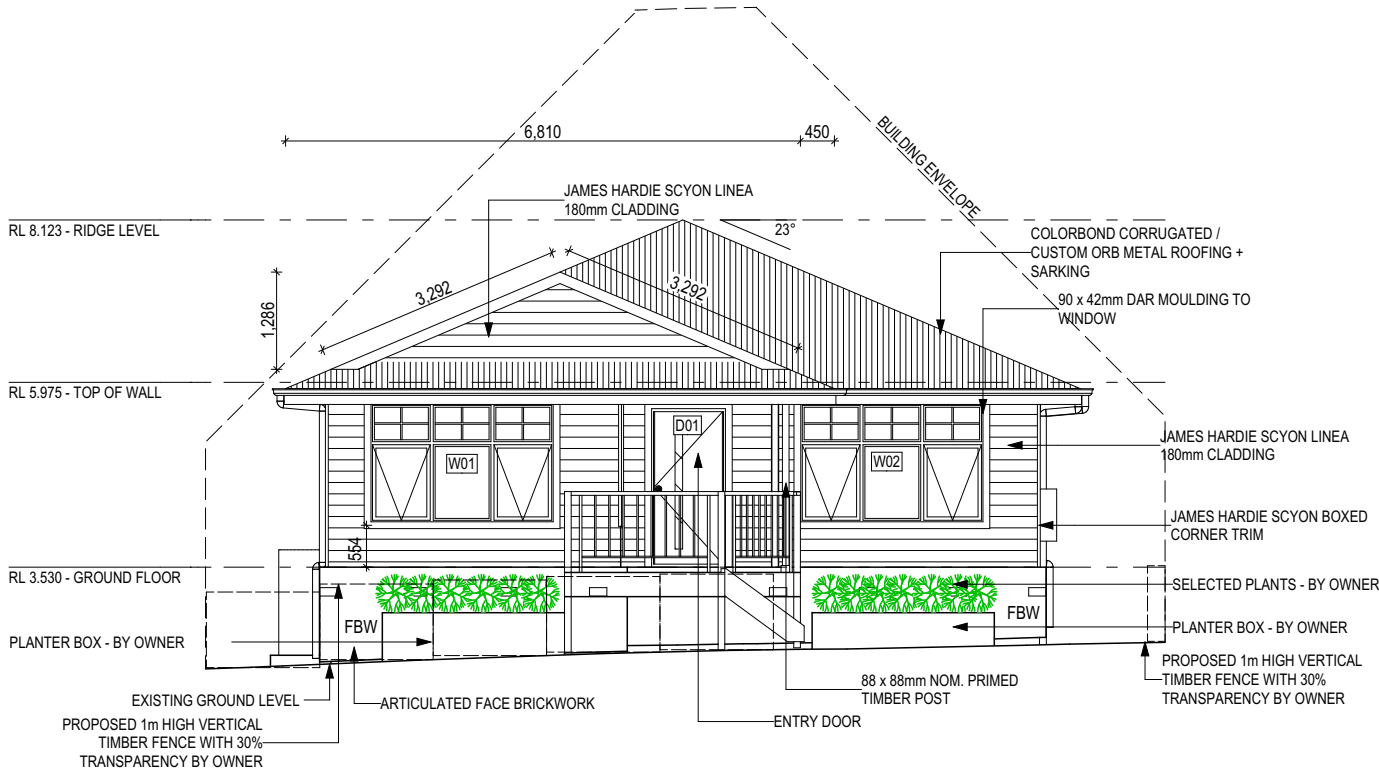 6,810
450
BUILDING ENVELOPE
JAMES HARDIE SCYON LINEA
180mm CLADDING
RL 8.123 - RIDGE LEVEL
23°
COLORBOND CORRUGATED /
CUSTOM ORB METAL ROOFING +
SARKING
3,292
3,292
1,286
90 x 42mm DAR MOULDING TO
WINDOW
RL 5.975 - TOP OF WALL
D01
W01
W02
JAMES HARDIE SCYON LINEA
180mm CLADDING
JAMES HARDIE SCYON BOXED
CORNER TRIM
554
RL 3.530 - GROUND FLOOR
SELECTED PLANTS - BY OWNER
FBW
FBW
PLANTER BOX - BY OWNER
PLANTER BOX - BY OWNER
PROPOSED 1m HIGH VERTICAL
TIMBER FENCE WITH 30%
TRANSPARENCY BY OWNER
88 x 88mm NOM. PRIMED
TIMBER POST
EXISTING GROUND LEVEL
ARTICULATED FACE BRICKWORK
ENTRY DOOR
PROPOSED 1m HIGH VERTICAL
TIMBER FENCE WITH 30%
TRANSPARENCY BY OWNER